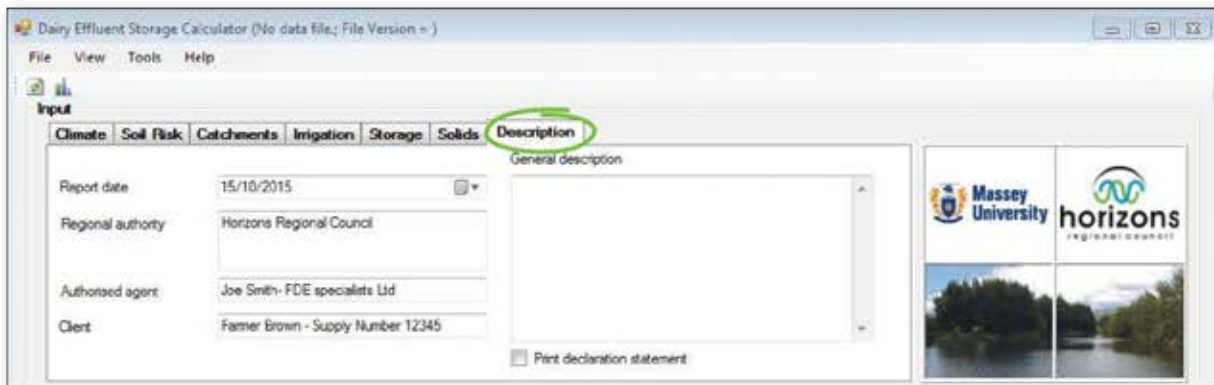 Dairy Effluent Storage Calculator (No data file,; File Version = )
File View Tools Help
Input
Climate Soil Risk Catchments Irrigation Storage Solids Description
General description
Report date 15/10/2015
Regional authorty Horizons Regional Council
Authorised agent Joe Smith- FDE specialists Ltd
Client Farmer Brown - Supply Number 12345
Print declaration statement
Massey
University
horizons
regional council